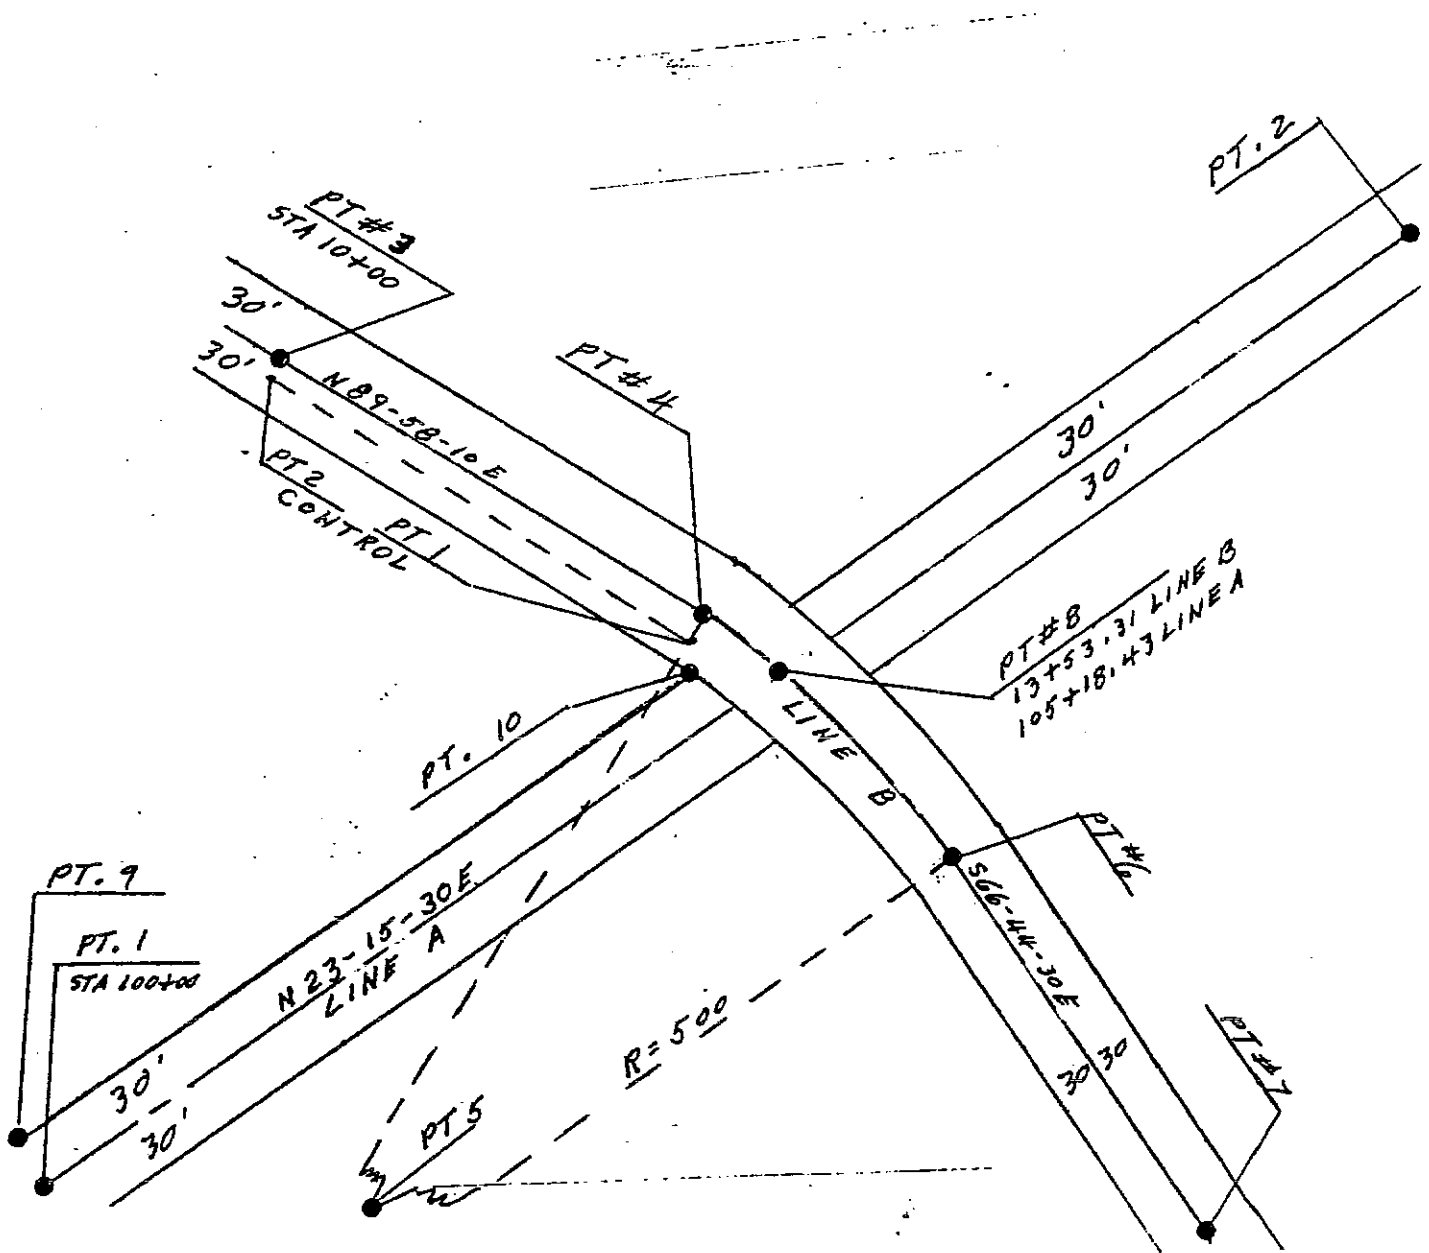 PT. 2
PT #3
STA 10+00
30'
30'
N 89-58-10 E
PT #4
PT 2
CONTROL
PT 1
30'
30'
PT #8
13+53.31 LINE B
105+18.43 LINE A
LINE B
PT. 10
PT #6
PT. 9
PT. 1
STA 100+00
N 23-15-30 E
LINE A
S66-44-30E
R= 500
30'
30'
30 30
PT 5
PT #7